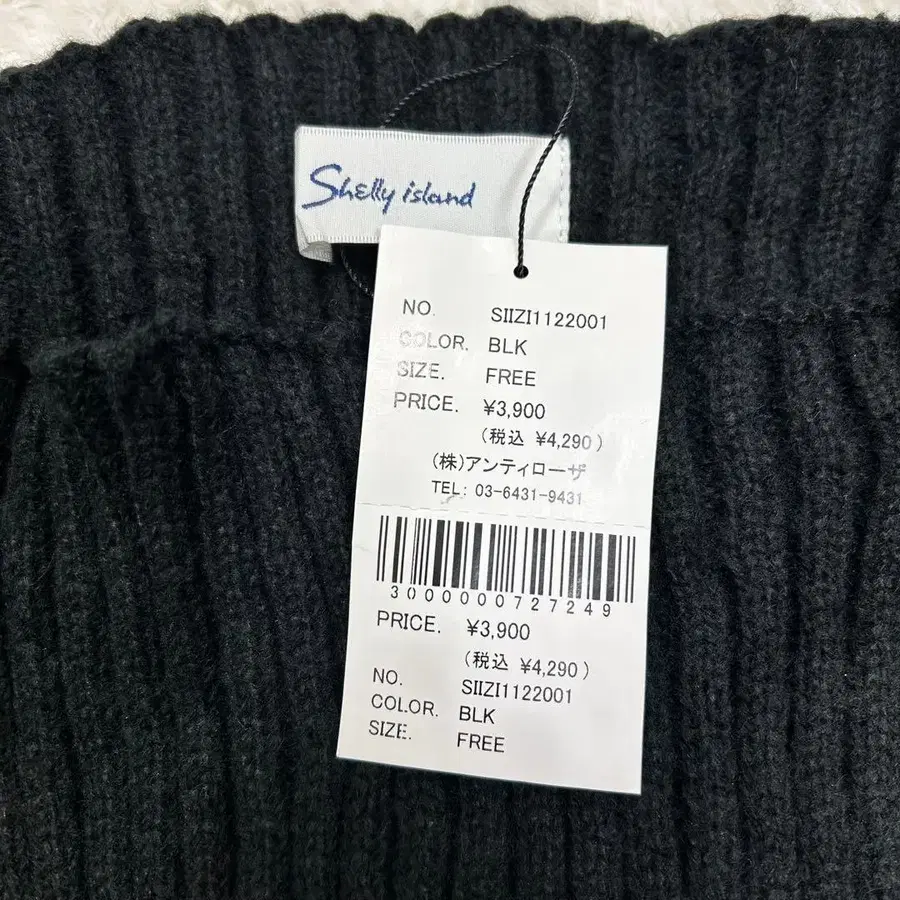 Shelly island
NO. SIIZI1122001
COLOR. BLK
SIZE. FREE
PRICE. ¥3,900
(税込 ¥4,290)
(株)アンティローザ
TEL: 03-6431-9431
3000000727249
PRICE. ¥3,900
(税込 ¥4,290)
NO. SIIZI1122001
COLOR. BLK
SIZE. FREE